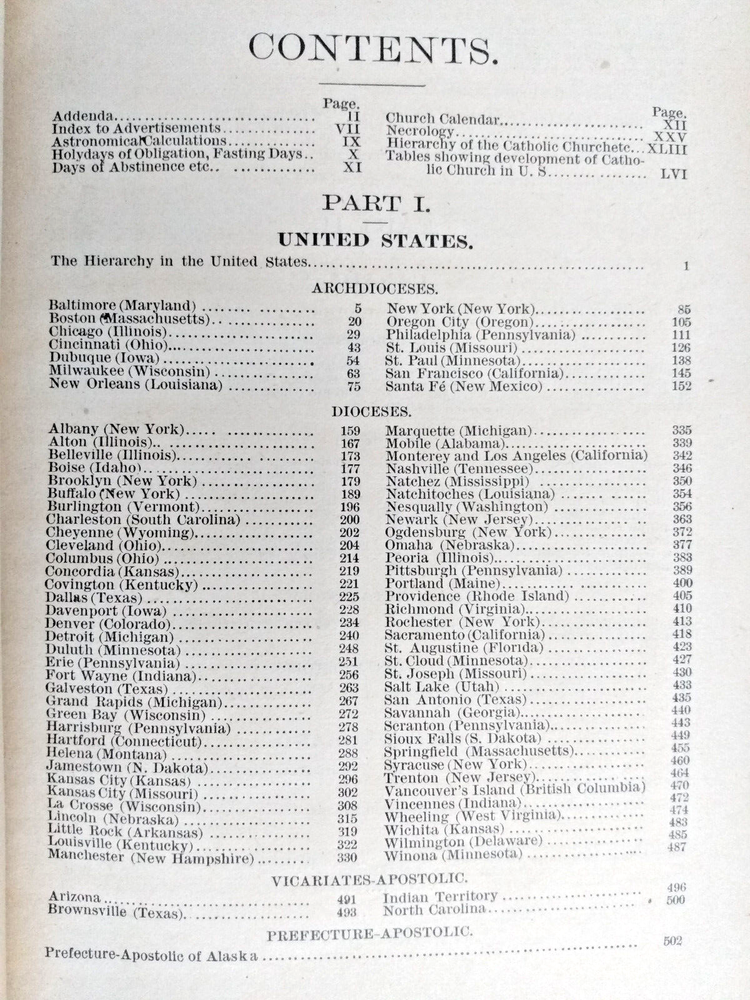 CONTENTS.
Page.
Addenda.................................... II
Index to Advertisements.............. VII
Astronomical Calculations............. IX
Holydays of Obligation, Fasting Days.. X
Days of Abstinence etc.. ............. XI
Page.
Church Calendar........................ XII
Necrology............................... XXV
Hierarchy of the Catholic Churchetc.. XLIII
Tables showing development of Catho-
lic Church in U. S.................. LVI
PART I.
UNITED STATES.
The Hierarchy in the United States.................... 1
ARCHDIOCESES.
Baltimore (Maryland) ........ ......... 5
Boston (Massachusetts).. ............. 20
Chicago (Illinois)...................... 29
Cincinnati (Ohio)...................... 43
Dubuque (Iowa) ...................... 54
Milwaukee (Wisconsin) .............. 63
New Orleans (Louisiana) ............ 75
New York (New York)................ 85
Oregon City (Oregon)................ 105
Philadelphia (Pennsylvania) ......... 111
St. Louis (Missouri) .................. 126
St. Paul (Minnesota) ................. 138
San Francisco (California)........... 145
Santa Fé (New Mexico) .............. 152
DIOCESES.
Albany (New York)..... ............. 159
Alton (Illinois).. ..................... 167
Belleville (Illinois).................... 173
Boise (Idaho)......................... 177
Brooklyn (New York) ................ 179
Buffalo (New York) .................. 189
Burlington (Vermont)................ 196
Charleston (South Carolina) ......... 200
Cheyenne (Wyoming)................ 202
Cleveland (Ohio)...................... 204
Columbus (Ohio) ..................... 214
Concordia (Kansas).................. 219
Covington (Kentucky) ............... 221
Dallas (Texas) ....................... 225
Davenport (Iowa) .................... 228
Denver (Colorado).................... 234
Detroit (Michigan) ................... 240
Duluth (Minnesota) .................. 248
Erie (Pennsylvania) .................. 251
Fort Wayne (Indiana)................ 256
Galveston (Texas) .................... 263
Grand Rapids (Michigan)............ 267
Green Bay (Wisconsin) .............. 272
Harrisburg (Pennsylvania) .......... 278
Hartford (Connecticut)............... 281
Helena (Montana) .................... 288
Jamestown (N. Dakota).............. 292
Kansas City (Kansas) ................ 296
Kansas City (Missouri) .............. 302
La Crosse (Wisconsin)............... 308
Lincoln (Nebraska) .................. 315
Little Rock (Arkansas) .............. 319
Louisville (Kentucky)................ 322
Manchester (New Hampshire)....... 330
Marquette (Michigan)................ 335
Mobile (Alabama).................... 339
Monterey and Los Angeles (California) 342
Nashville (Tennessee)................ 346
Natchez (Mississippi) ................ 350
Natchitoches (Louisiana) ............ 354
Nesqually (Washington) ............. 356
Newark (New Jersey)................ 363
Ogdensburg (New York)............. 372
Omaha (Nebraska)................... 377
Peoria (Illinois)....................... 383
Pittsburgh (Pennsylvania) ........... 389
Portland (Maine)..................... 400
Providence (Rhode Island) .......... 405
Richmond (Virginia)................. 410
Rochester (New York)............... 413
Sacramento (California) ............. 418
St. Augustine (Florida) .............. 423
St. Cloud (Minnesota)................ 427
St. Joseph (Missouri) ................ 430
Salt Lake (Utah) ..................... 433
San Antonio (Texas) ................. 435
Savannah (Georgia).................. 440
Scranton (Pennsylvania)............. 443
Sioux Falls (S. Dakota) .............. 449
Springfield (Massachusetts).......... 455
Syracuse (New York)................ 460
Trenton (New Jersey)................ 464
Vancouver's Island (British Columbia) 470
Vincennes (Indiana).................. 472
Wheeling (West Virginia)............ 474
Wichita (Kansas) .................... 483
Wilmington (Delaware) .............. 485
Winona (Minnesota) ................. 487
VICARIATES-APOSTOLIC.
Arizona............................... 491
Brownsville (Texas). ................. 493
Indian Territory ..................... 496
North Carolina....................... 500
PREFECTURE-APOSTOLIC.
Prefecture-Apostolic of Alaska .................... 502